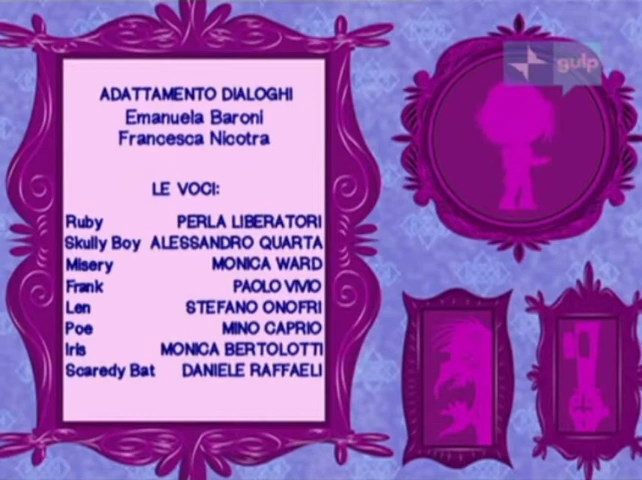 gulp
ADATTAMENTO DIALOGHI
Emanuela Baroni
Francesca Nicotra
LE VOCI:
Ruby PERLA LIBERATORI
Skully Boy ALESSANDRO QUARTA
Misery MONICA WARD
Frank PAOLO VIVIO
Len STEFANO ONOFRI
Poe MINO CAPRIO
Iris MONICA BERTOLOTTI
Scaredy Bat DANIELE RAFFAELI